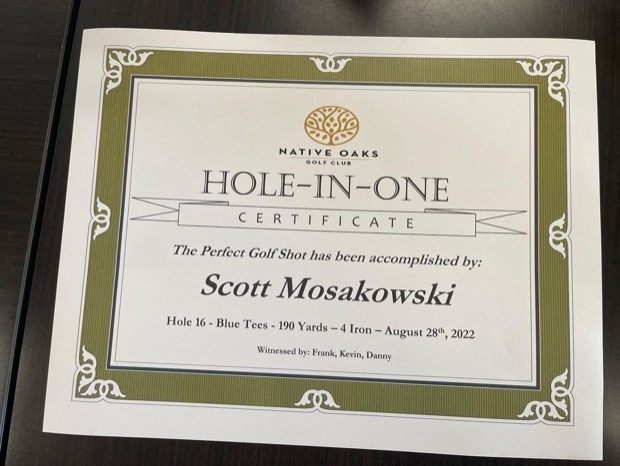 NATIVE OAKS
GOLF CLUB
HOLE-IN-ONE
CERTIFICATE
The Perfect Golf Shot has been accomplished by:
Scott Mosakowski
Hole 16 - Blue Tees - 190 Yards – 4 Iron – August 28th, 2022
Witnessed by: Frank, Kevin, Danny